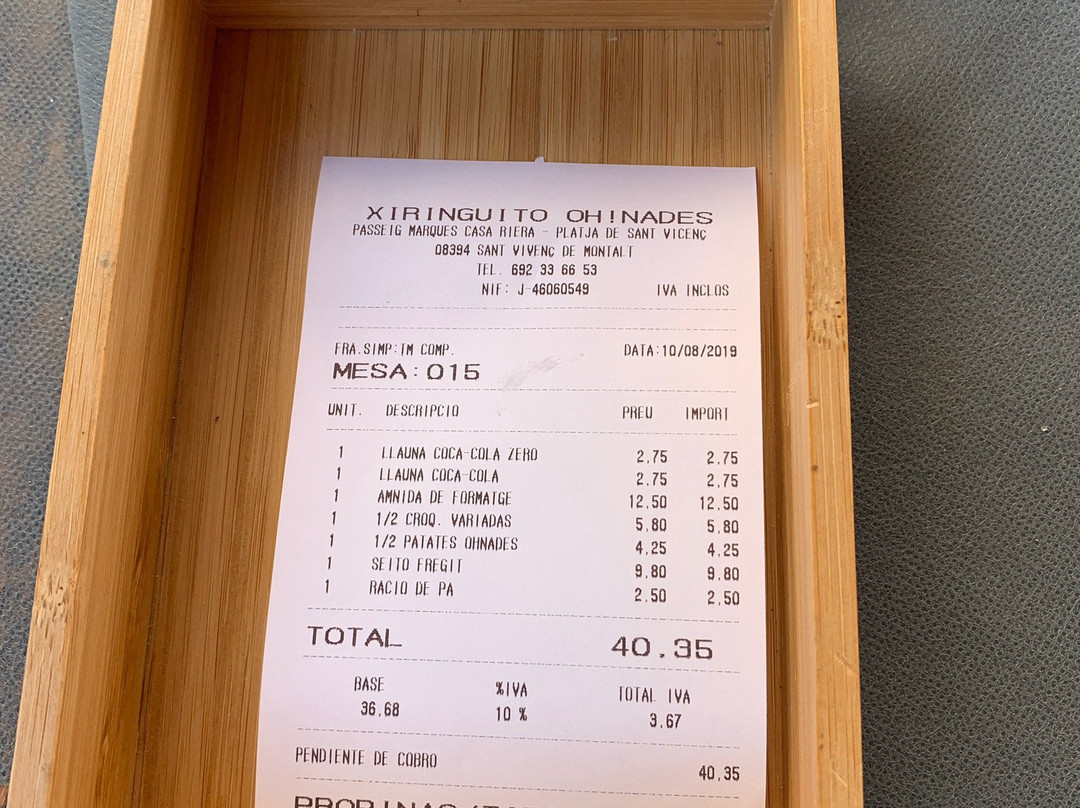 XIRINGUITO OH!NADES
PASSEIG MARQUES CASA RIERA - PLATJA DE SANT VICENÇ
08394 SANT VIVENÇ DE MONTALT
TEL. 692 33 66 53
NIF: J-46060549 IVA INCLOS
FRA.SIMP:TM COMP. DATA:10/08/2019
MESA:015
UNIT. DESCRIPCIO PREU IMPORT
1 LLAUNA COCA-COLA ZERO 2,75 2,75
1 LLAUNA COCA-COLA 2,75 2,75
1 AMNIDA DE FORMATGE 12,50 12,50
1 1/2 CROQ. VARIADAS 5,80 5,80
1 1/2 PATATES OHNADES 4,25 4,25
1 SEITO FREGIT 9,80 9,80
1 RACIO DE PA 2,50 2,50
TOTAL 40,35
BASE %IVA TOTAL IVA
36,68 10 % 3,67
PENDIENTE DE COBRO 40,35